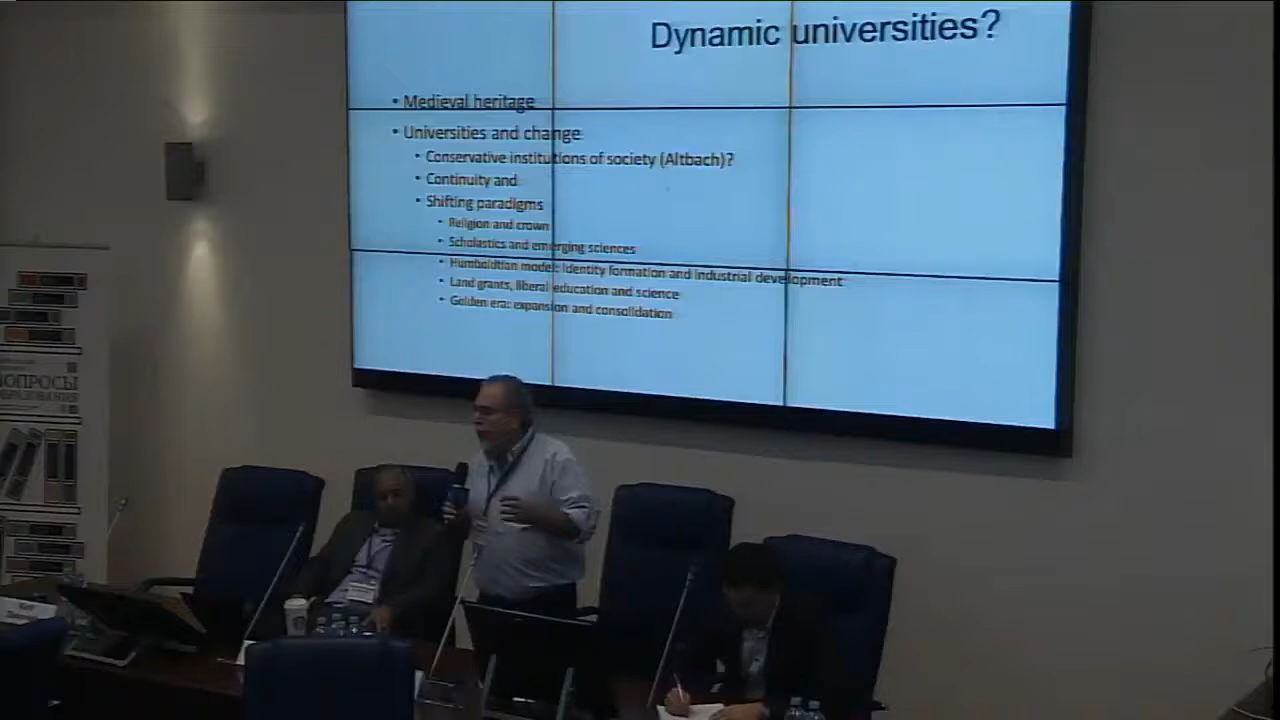 Dynamic universities?
• Medieval heritage
• Universities and change
• Conservative institutions of society (Altbach)?
• Continuity and
• Shifting paradigms
• Religion and crown
• Scholastics and emerging sciences
• Humboldtian model: Identity formation and industrial development
• Land grants, liberal education and science
• Golden era: expansion and consolidation
ВОПРОСЫ
ОБРАЗОВАНИЯ